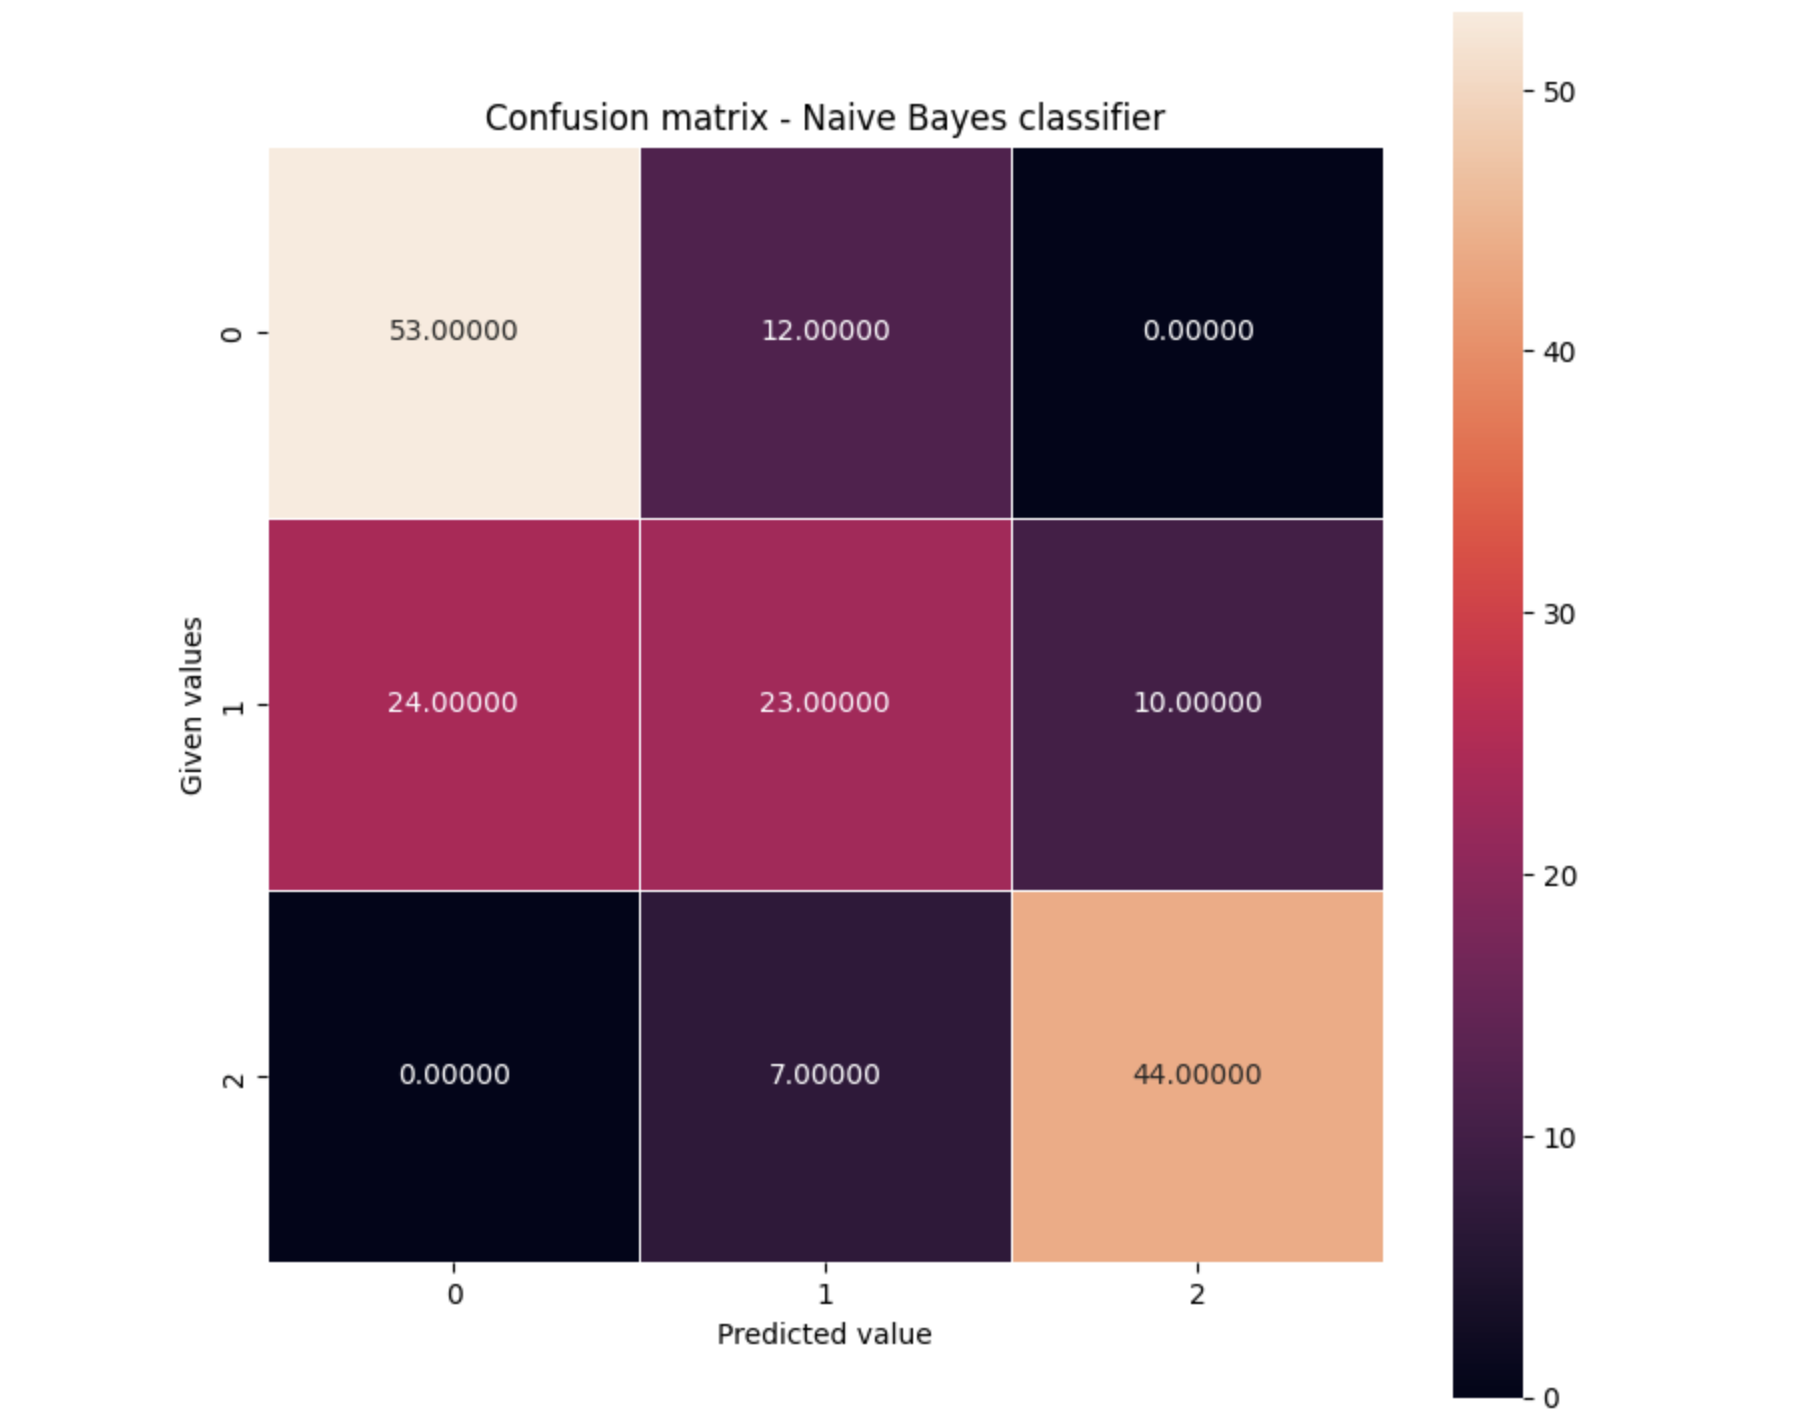 Confusion matrix - Naive Bayes classifier
50
40
30
20
10
0
Given values
0
53.00000 12.00000 0.00000
1
24.00000 23.00000 10.00000
2
0.00000 7.00000 44.00000
0 1 2
Predicted value